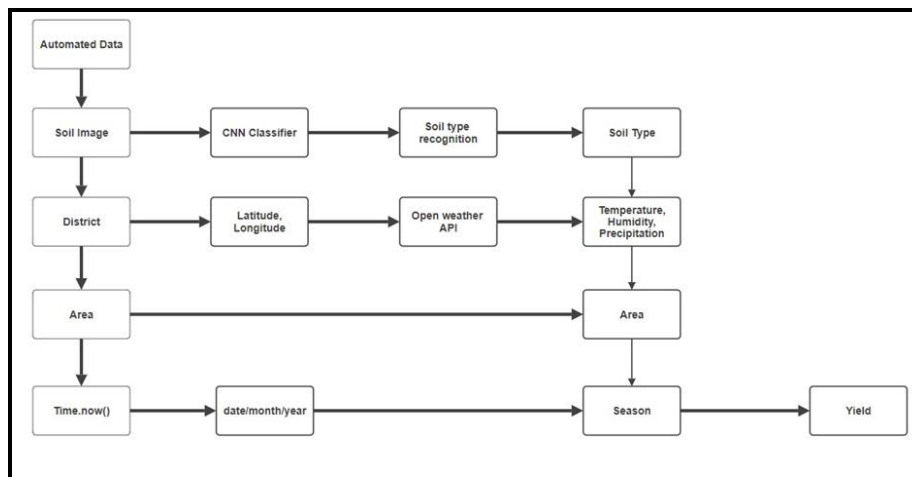 Automated Data
Soil Image
CNN Classifier
Soil type
recognition
Soil Type
District
Latitude,
Longitude
Open weather
API
Temperature,
Humidity,
Precipitation
Area
Area
Time.now()
date/month/year
Season
Yield